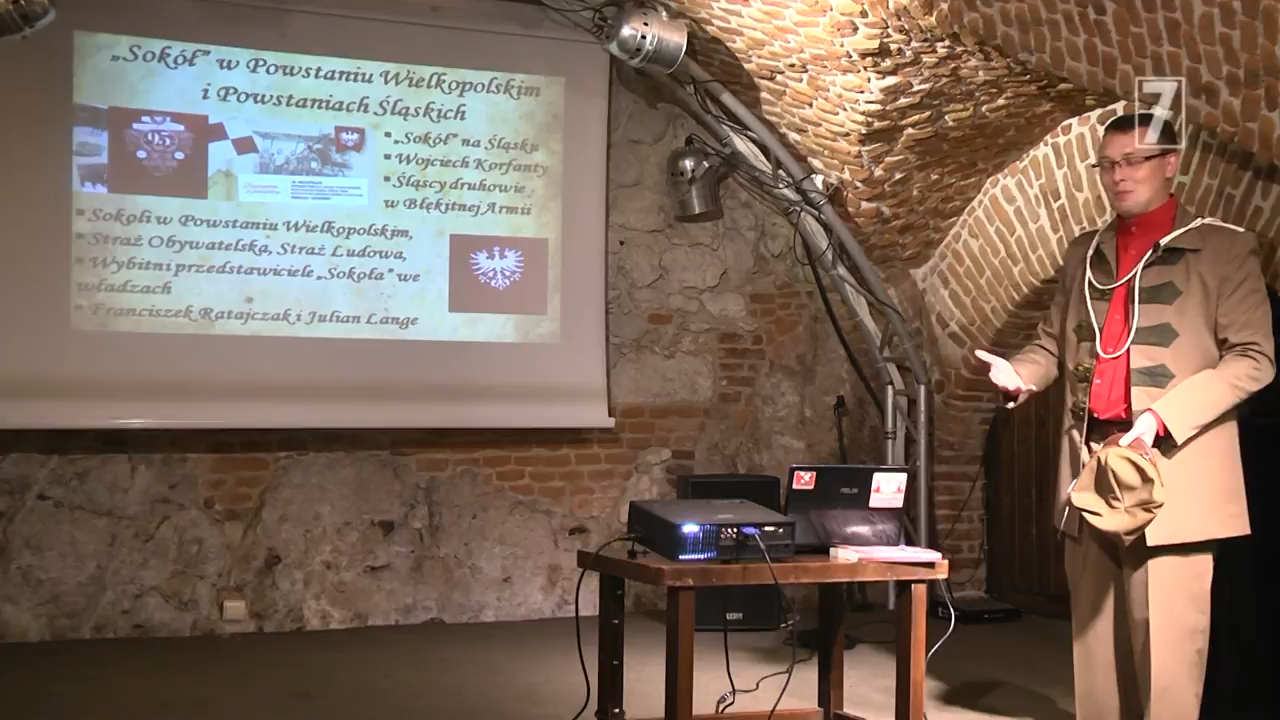 „Sokół” w Powstaniu Wielkopolskim
i Powstaniach Śląskich
95
▪ „Sokół” na Śląsku
▪ Wojciech Korfanty
▪ Śląscy druhowie
w Błękitnej Armii
▪ Sokoli w Powstaniu Wielkopolskim,
▪ Straż Obywatelska, Straż Ludowa,
▪ Wybitni przedstawiciele „Sokoła” we
władzach
▪ Franciszek Ratajczak i Julian Lange
7
ASUS